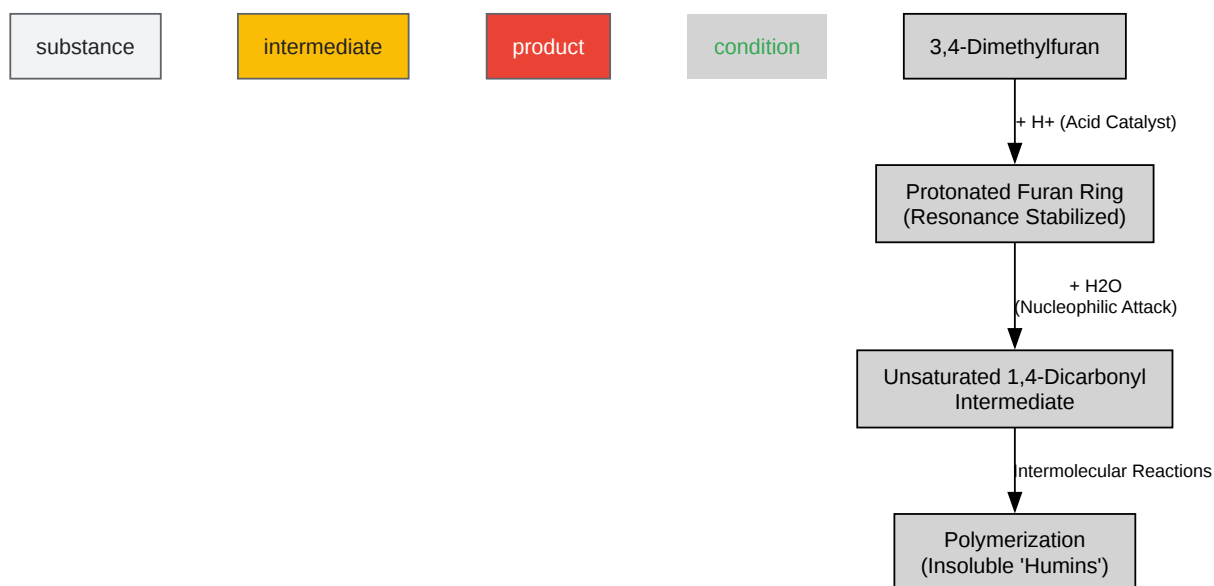 substance
intermediate
product
condition
3,4-Dimethylfuran
+ H+ (Acid Catalyst)
Protonated Furan Ring
(Resonance Stabilized)
+ H2O
(Nucleophilic Attack)
Unsaturated 1,4-Dicarbonyl
Intermediate
Intermolecular Reactions
Polymerization
(Insoluble 'Humins')